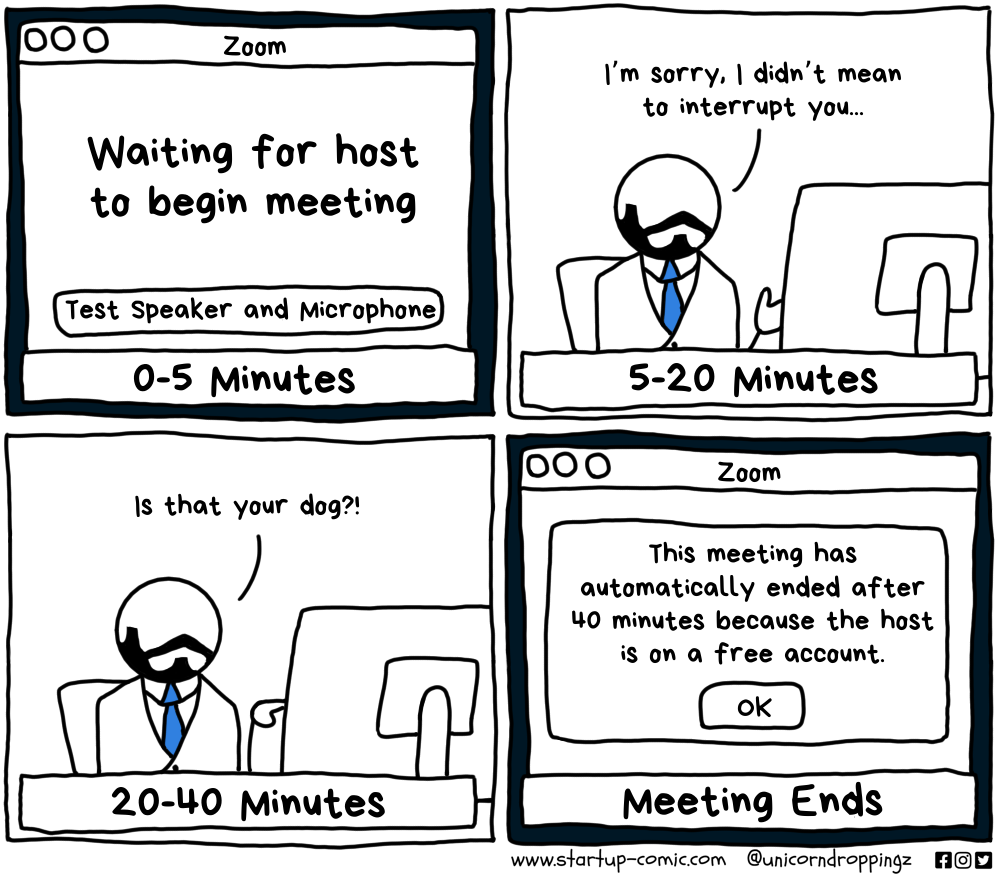 Zoom
Waiting for host
to begin meeting
Test Speaker and Microphone
0-5 Minutes
I'm sorry, I didn't mean
to interrupt you...
5-20 Minutes
Is that your dog?!
20-40 Minutes
Zoom
This meeting has
automatically ended after
40 minutes because the host
is on a free account.
OK
Meeting Ends
www.startup-comic.com @unicorndroppingz